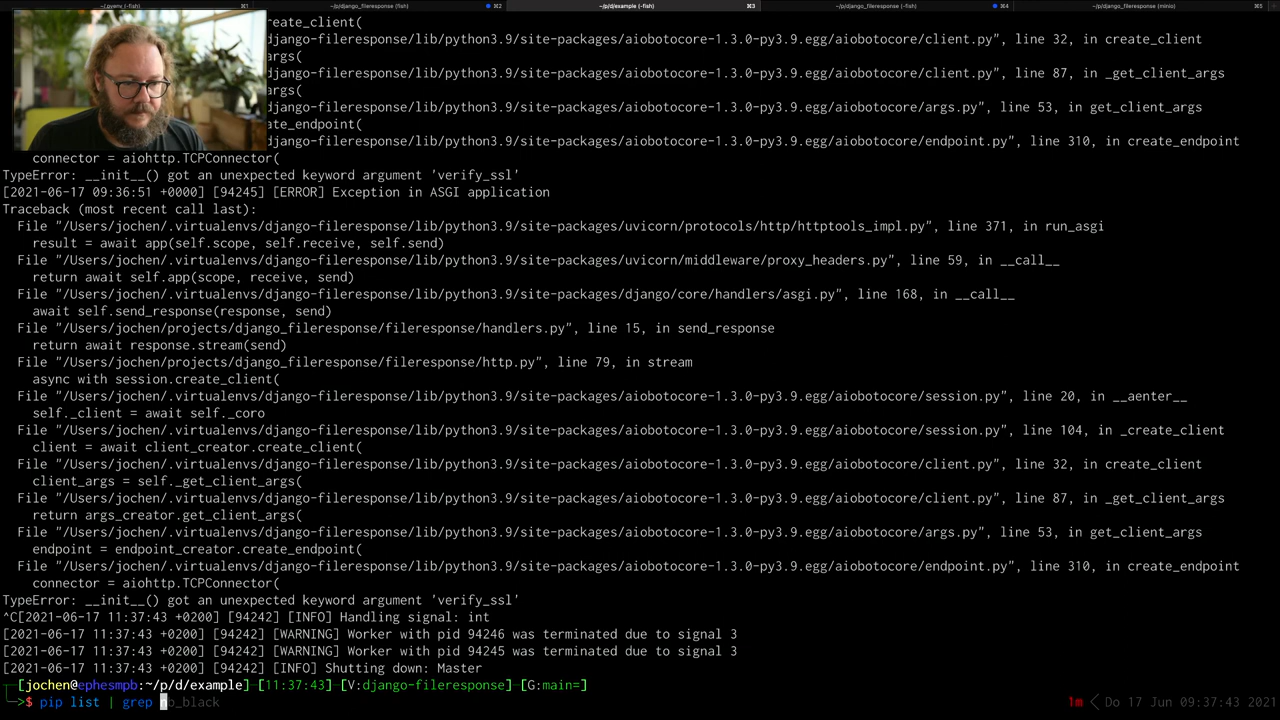 ~/.pyenv (-fish) ⌘1 ~/p/django_fileresponse (fish) ⌘2 ~/p/d/example (-fish) ⌘3 ~/p/django_fileresponse (-fish) ⌘4 ~/p/django_fileresponse (minio) ⌘5
create_client(
django-fileresponse/lib/python3.9/site-packages/aiobotocore-1.3.0-py3.9.egg/aiobotocore/client.py", line 32, in create_client
args(
django-fileresponse/lib/python3.9/site-packages/aiobotocore-1.3.0-py3.9.egg/aiobotocore/client.py", line 87, in _get_client_args
args(
django-fileresponse/lib/python3.9/site-packages/aiobotocore-1.3.0-py3.9.egg/aiobotocore/args.py", line 53, in get_client_args
ate_endpoint(
django-fileresponse/lib/python3.9/site-packages/aiobotocore-1.3.0-py3.9.egg/aiobotocore/endpoint.py", line 310, in create_endpoint
connector = aiohttp.TCPConnector(
TypeError: __init__() got an unexpected keyword argument 'verify_ssl'
[2021-06-17 09:36:51 +0000] [94245] [ERROR] Exception in ASGI application
Traceback (most recent call last):
File "/Users/jochen/.virtualenvs/django-fileresponse/lib/python3.9/site-packages/uvicorn/protocols/http/httptools_impl.py", line 371, in run_asgi
result = await app(self.scope, self.receive, self.send)
File "/Users/jochen/.virtualenvs/django-fileresponse/lib/python3.9/site-packages/uvicorn/middleware/proxy_headers.py", line 59, in __call__
return await self.app(scope, receive, send)
File "/Users/jochen/.virtualenvs/django-fileresponse/lib/python3.9/site-packages/django/core/handlers/asgi.py", line 168, in __call__
await self.send_response(response, send)
File "/Users/jochen/projects/django_fileresponse/fileresponse/handlers.py", line 15, in send_response
return await response.stream(send)
File "/Users/jochen/projects/django_fileresponse/fileresponse/http.py", line 79, in stream
async with session.create_client(
File "/Users/jochen/.virtualenvs/django-fileresponse/lib/python3.9/site-packages/aiobotocore-1.3.0-py3.9.egg/aiobotocore/session.py", line 20, in __aenter__
self._client = await self._coro
File "/Users/jochen/.virtualenvs/django-fileresponse/lib/python3.9/site-packages/aiobotocore-1.3.0-py3.9.egg/aiobotocore/session.py", line 104, in _create_client
client = await client_creator.create_client(
File "/Users/jochen/.virtualenvs/django-fileresponse/lib/python3.9/site-packages/aiobotocore-1.3.0-py3.9.egg/aiobotocore/client.py", line 32, in create_client
client_args = self._get_client_args(
File "/Users/jochen/.virtualenvs/django-fileresponse/lib/python3.9/site-packages/aiobotocore-1.3.0-py3.9.egg/aiobotocore/client.py", line 87, in _get_client_args
return args_creator.get_client_args(
File "/Users/jochen/.virtualenvs/django-fileresponse/lib/python3.9/site-packages/aiobotocore-1.3.0-py3.9.egg/aiobotocore/args.py", line 53, in get_client_args
endpoint = endpoint_creator.create_endpoint(
File "/Users/jochen/.virtualenvs/django-fileresponse/lib/python3.9/site-packages/aiobotocore-1.3.0-py3.9.egg/aiobotocore/endpoint.py", line 310, in create_endpoint
connector = aiohttp.TCPConnector(
TypeError: __init__() got an unexpected keyword argument 'verify_ssl'
^C[2021-06-17 11:37:43 +0200] [94242] [INFO] Handling signal: int
[2021-06-17 11:37:43 +0200] [94242] [WARNING] Worker with pid 94246 was terminated due to signal 3
[2021-06-17 11:37:43 +0200] [94242] [WARNING] Worker with pid 94245 was terminated due to signal 3
[2021-06-17 11:37:43 +0200] [94242] [INFO] Shutting down: Master
[jochen@ephesmpb:~/p/d/example]-[11:37:43]-[V:django-fileresponse]-[G:main=]
>$ pip list | grep nb_black 1m < Do 17 Jun 09:37:43 2021